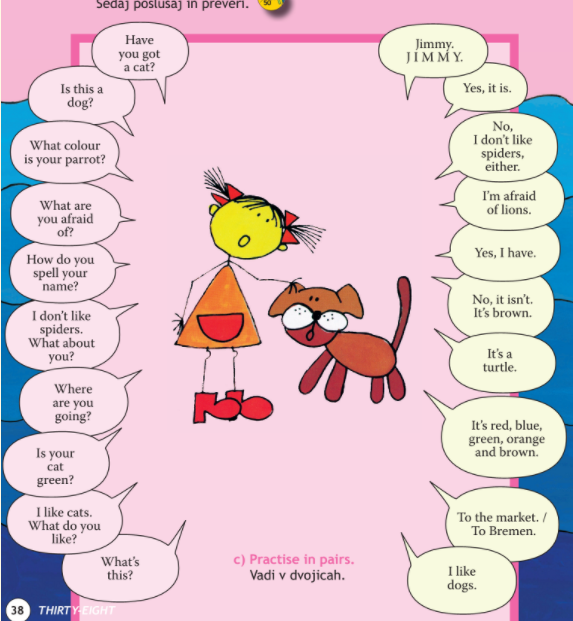 Sedaj poslušaj in preveri.
50
Have
you got
a cat?
Is this a
dog?
What colour
is your parrot?
What are
you afraid
of?
How do you
spell your
name?
I don't like
spiders.
What about
you?
Where
are you
going?
Is your
cat
green?
I like cats.
What do you
like?
What's
this?
Jimmy.
J I M M Y.
Yes, it is.
No,
I don't like
spiders,
either.
I'm afraid
of lions.
Yes, I have.
No, it isn't.
It's brown.
It's a
turtle.
It's red, blue,
green, orange
and brown.
To the market. /
To Bremen.
I like
dogs.
c) Practise in pairs.
Vadi v dvojicah.
38 THIRTY-EIGHT